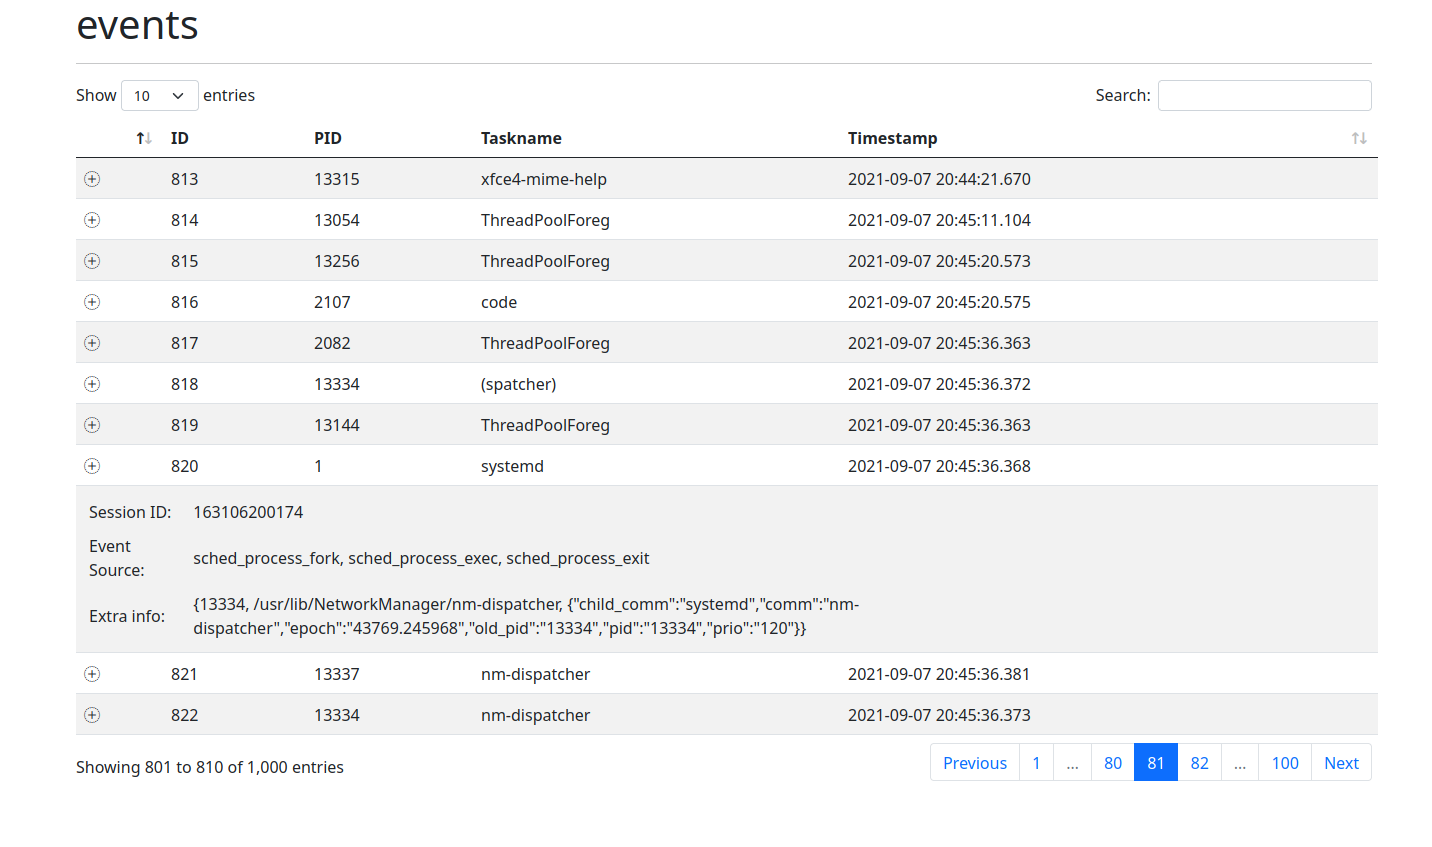 events
Show 10 entries Search:
ID PID Taskname Timestamp
813 13315 xfce4-mime-help 2021-09-07 20:44:21.670
814 13054 ThreadPoolForeg 2021-09-07 20:45:11.104
815 13256 ThreadPoolForeg 2021-09-07 20:45:20.573
816 2107 code 2021-09-07 20:45:20.575
817 2082 ThreadPoolForeg 2021-09-07 20:45:36.363
818 13334 (spatcher) 2021-09-07 20:45:36.372
819 13144 ThreadPoolForeg 2021-09-07 20:45:36.363
820 1 systemd 2021-09-07 20:45:36.368
Session ID: 163106200174
Event
Source: sched_process_fork, sched_process_exec, sched_process_exit
Extra info: {13334, /usr/lib/NetworkManager/nm-dispatcher, {"child_comm":"systemd","comm":"nm-
dispatcher","epoch":"43769.245968","old_pid":"13334","pid":"13334","prio":"120"}}
821 13337 nm-dispatcher 2021-09-07 20:45:36.381
822 13334 nm-dispatcher 2021-09-07 20:45:36.373
Showing 801 to 810 of 1,000 entries Previous 1 ... 80 81 82 ... 100 Next